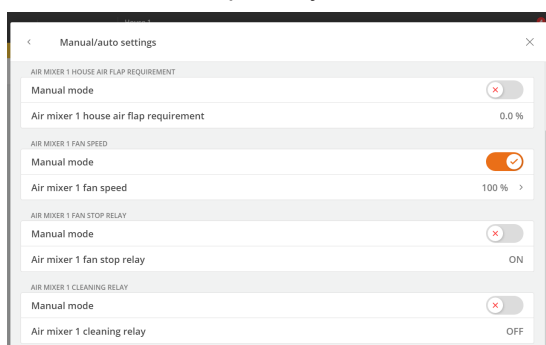 Manual/auto settings
AIR MIXER 1 HOUSE AIR FLAP REQUIREMENT
Manual mode
Air mixer 1 house air flap requirement 0.0 %
AIR MIXER 1 FAN SPEED
Manual mode
Air mixer 1 fan speed 100 %
AIR MIXER 1 FAN STOP RELAY
Manual mode
Air mixer 1 fan stop relay ON
AIR MIXER 1 CLEANING RELAY
Manual mode
Air mixer 1 cleaning relay OFF